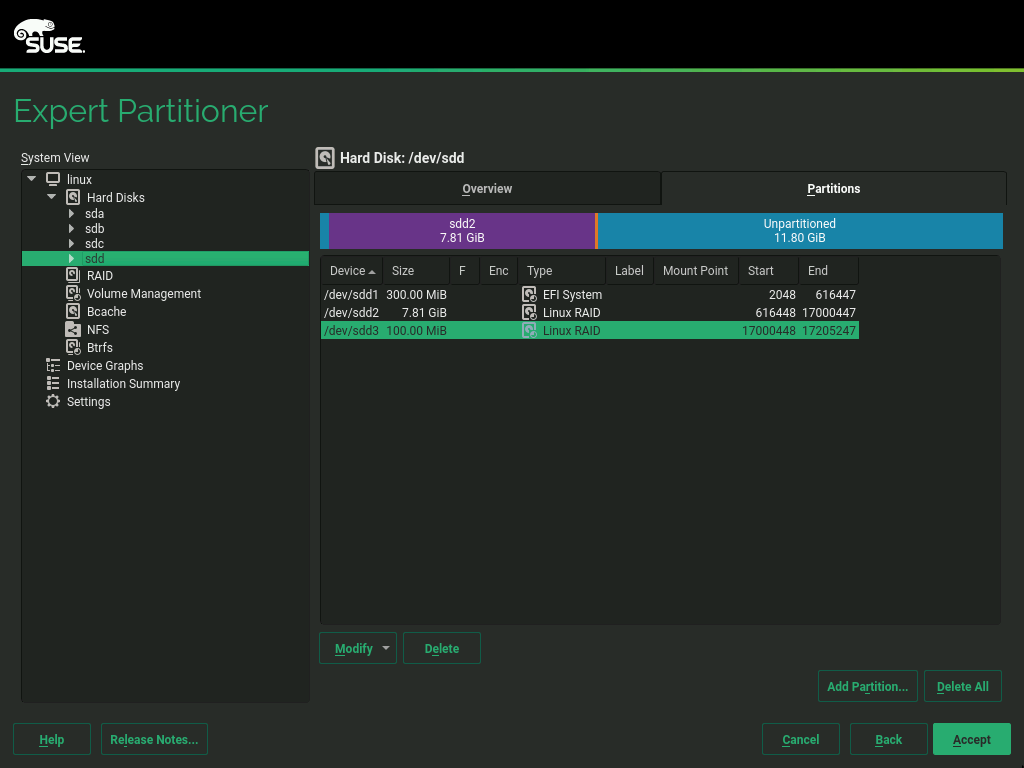 SUSE
Expert Partitioner
System View
linux
Hard Disks
sda
sdb
sdc
sdd
RAID
Volume Management
Bcache
NFS
Btrfs
Device Graphs
Installation Summary
Settings
Hard Disk: /dev/sdd
Overview Partitions
sdd2 Unpartitioned
7.81 GiB 11.80 GiB
Device Size F Enc Type Label Mount Point Start End
/dev/sdd1 300.00 MiB EFI System 2048 616447
/dev/sdd2 7.81 GiB Linux RAID 616448 17000447
/dev/sdd3 100.00 MiB Linux RAID 17000448 17205247
Modify Delete
Add Partition... Delete All
Help Release Notes... Cancel Back Accept